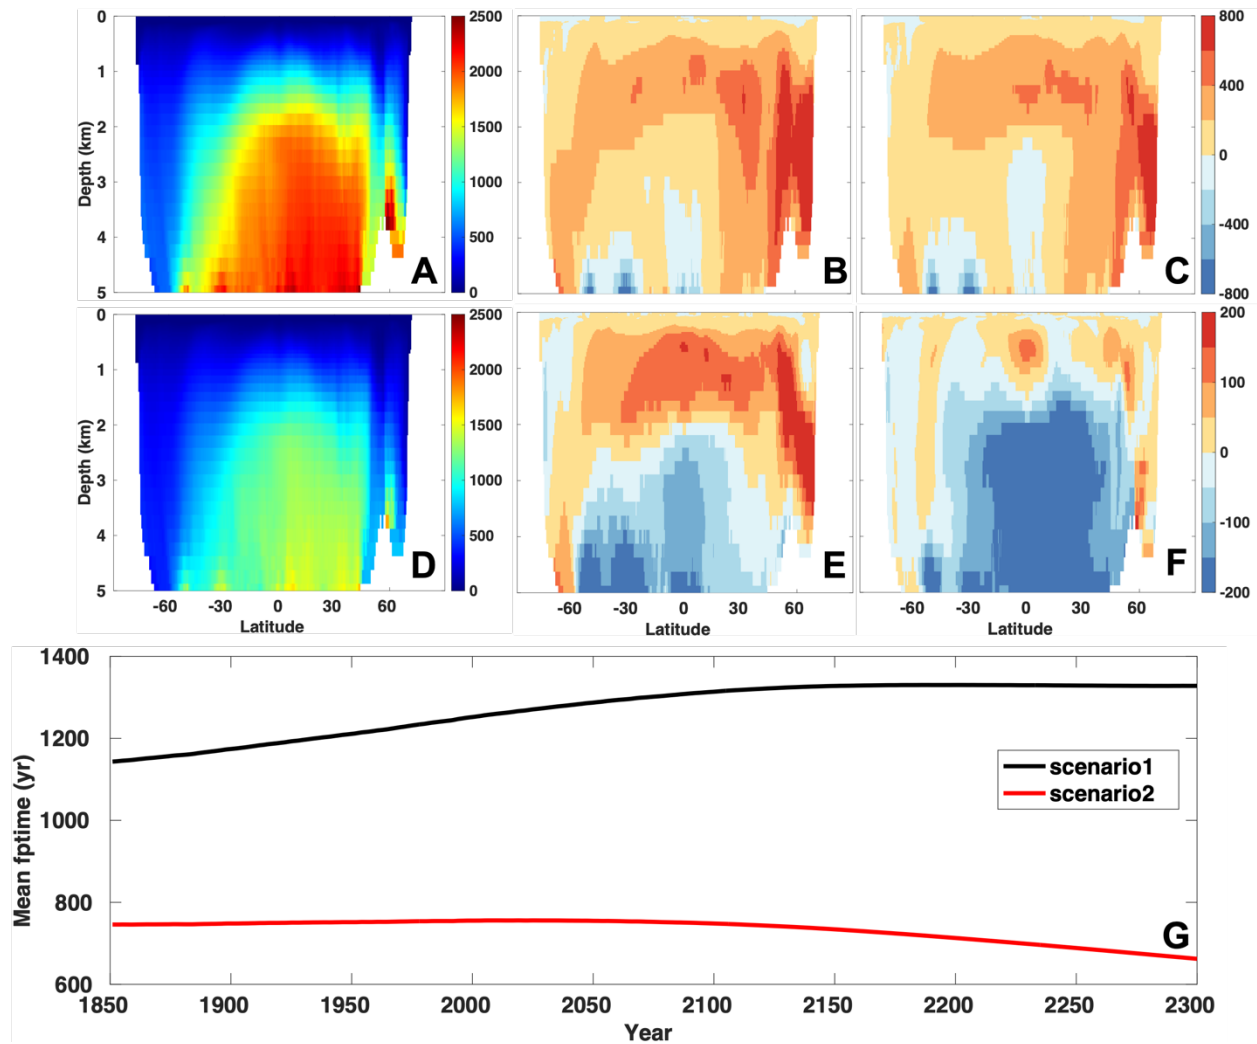 0
1
2
3
4
5
Depth (km)
A
2500
2000
1500
1000
500
0
B
C
800
400
0
-400
-800
0
1
2
3
4
5
Depth (km)
-60 -30 0 30 60
Latitude
D
2500
2000
1500
1000
500
0
E
-60 -30 0 30 60
Latitude
F
-60 -30 0 30 60
Latitude
200
100
0
-100
-200
1400
1200
1000
800
600
Mean fptime (yr)
scenario1
scenario2
G
1850 1900 1950 2000 2050 2100 2150 2200 2250 2300
Year